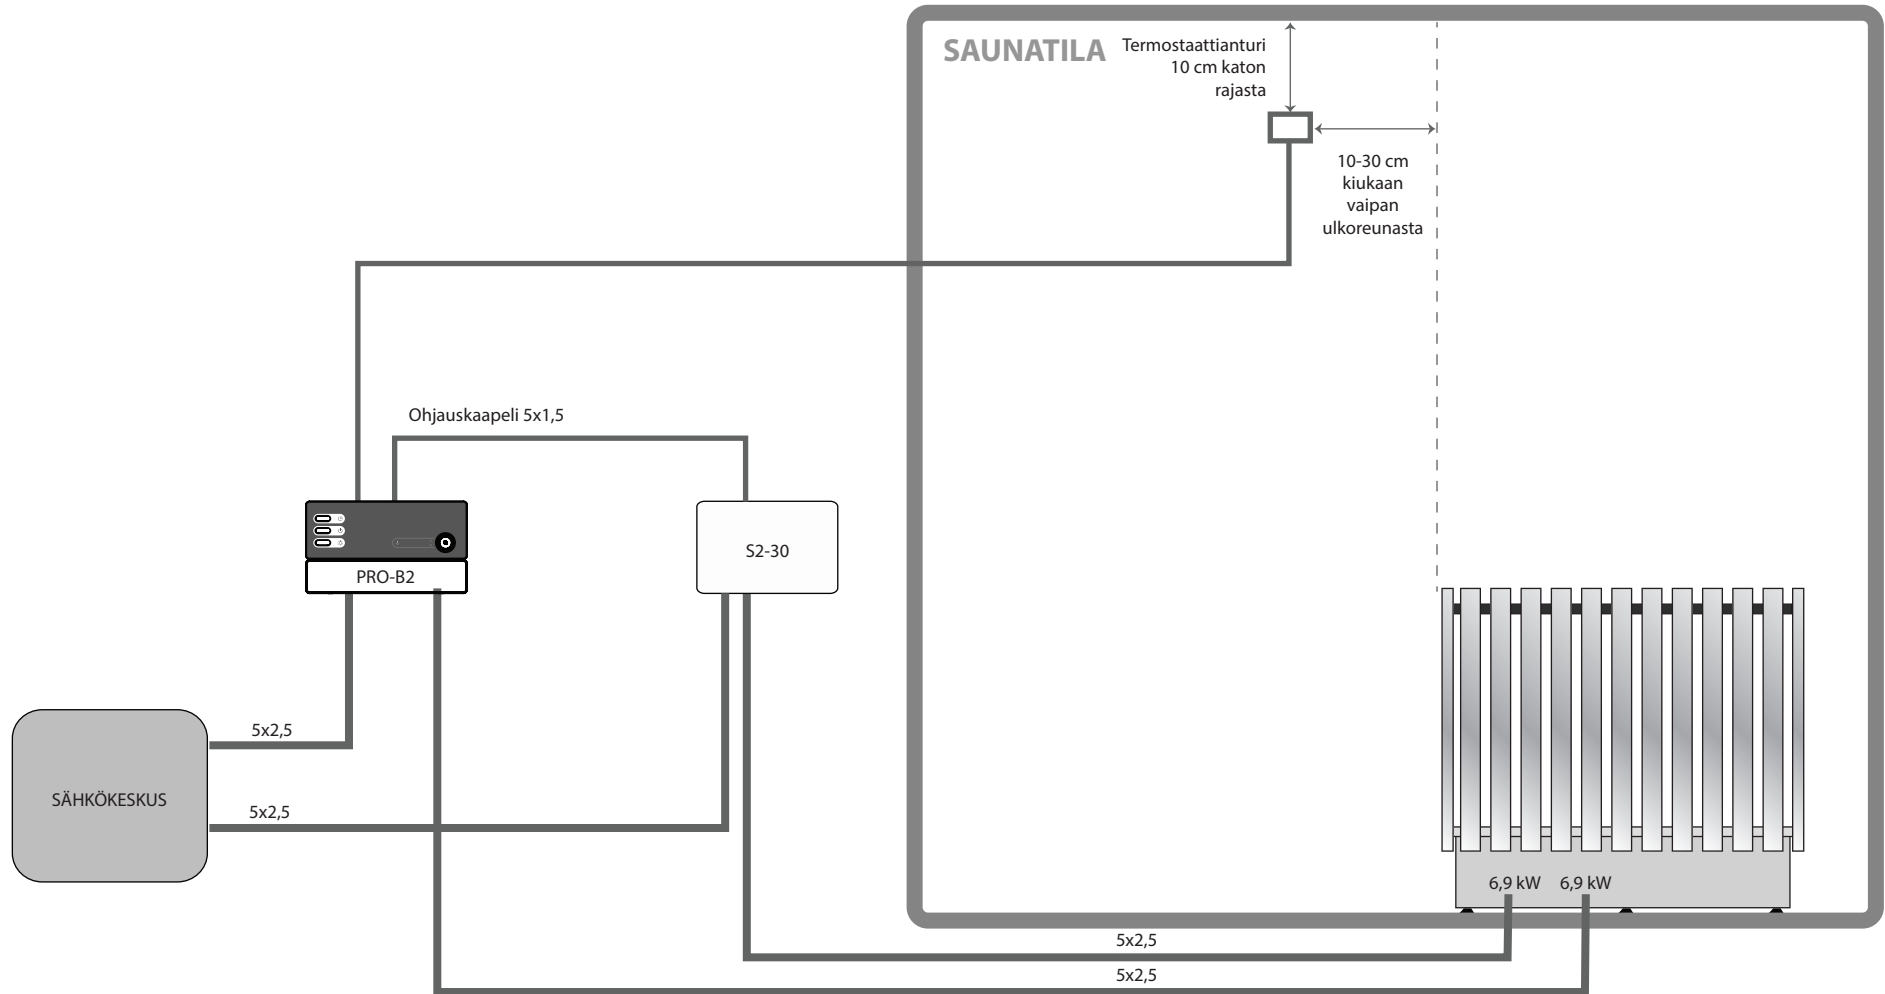 SAUNATILA
Termostaattianturi
10 cm katon
rajasta
10-30 cm
kiukaan
vaipan
ulkoreunasta
Ohjauskaapeli 5x1,5
PRO-B2
S2-30
5x2,5
SÄHKÖKESKUS
5x2,5
6,9 kW
6,9 kW
5x2,5
5x2,5